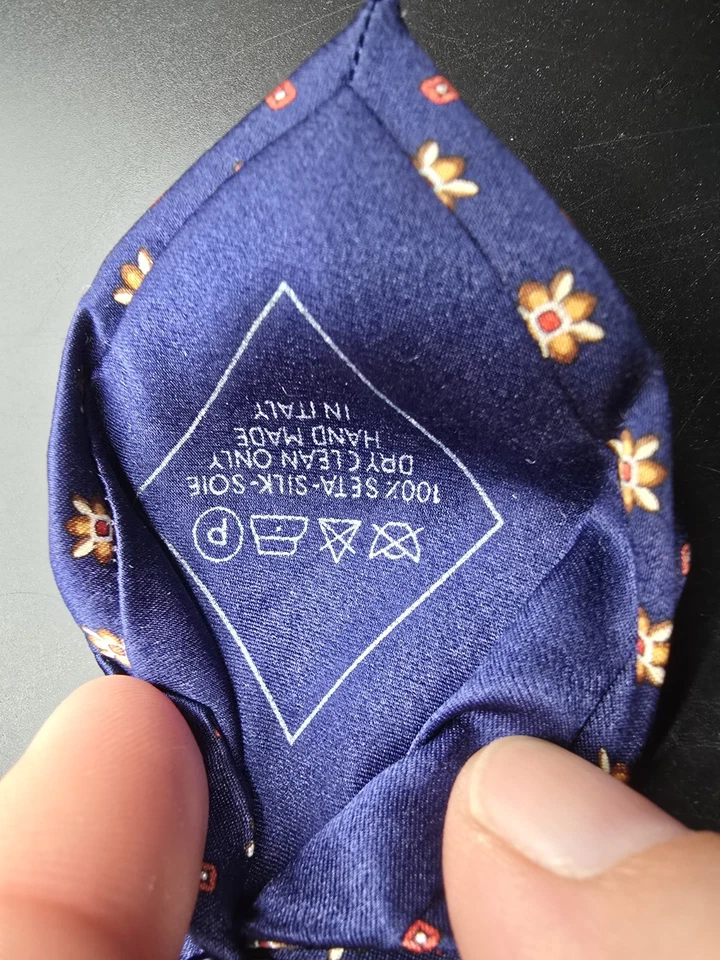 P
100% SETA-SILK-SOIE
DRY CLEAN ONLY
HAND MADE
IN ITALY